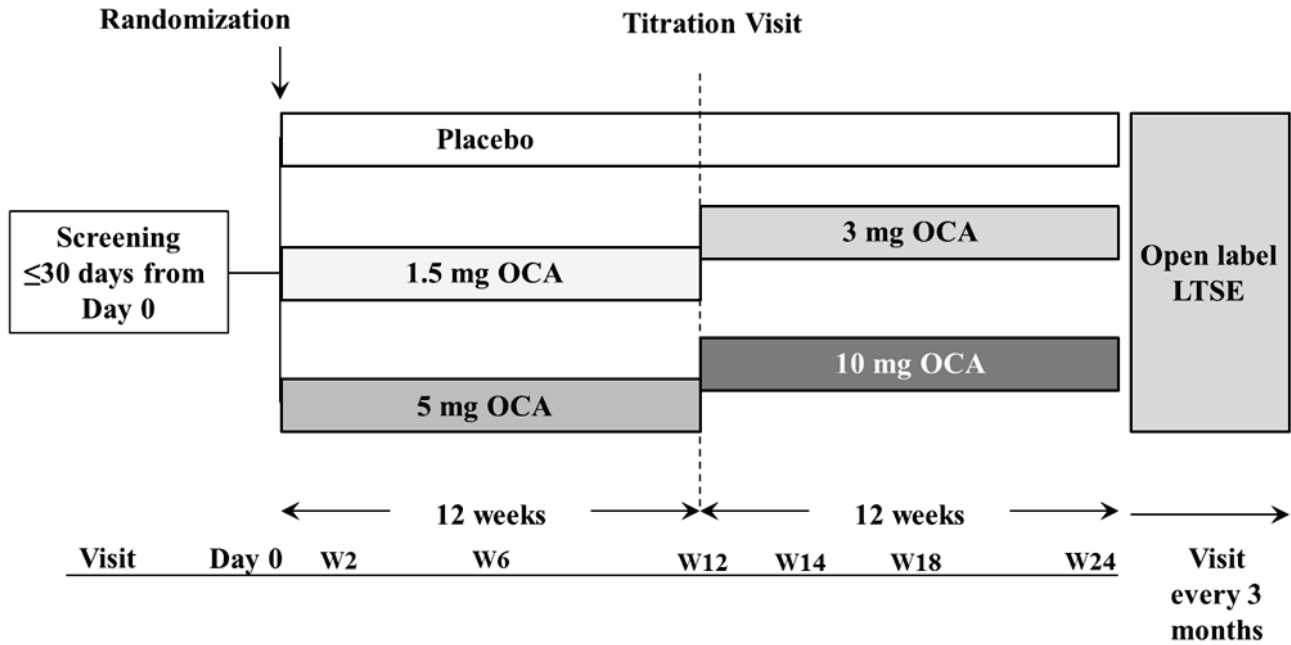 Randomization
Titration Visit
Placebo
Screening
≤30 days from
Day 0
1.5 mg OCA
3 mg OCA
5 mg OCA
10 mg OCA
Open label
LTSE
12 weeks
12 weeks
Visit Day 0 W2 W6 W12 W14 W18 W24
Visit
every 3
months